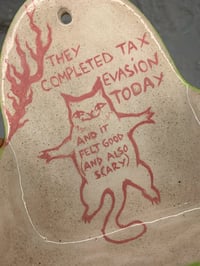 THEY
COMPLETED TAX
EVASION
TODAY
AND IT
FELT GOOD
(AND ALSO
SCARY)